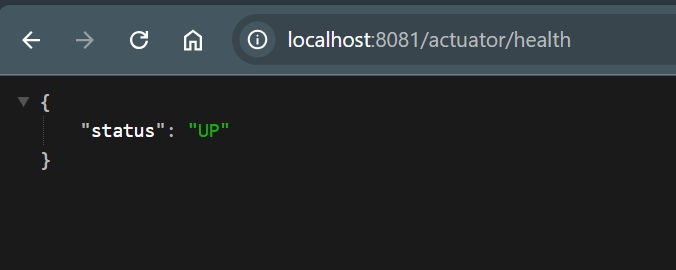 localhost:8081/actuator/health
{
"status": "UP"
}